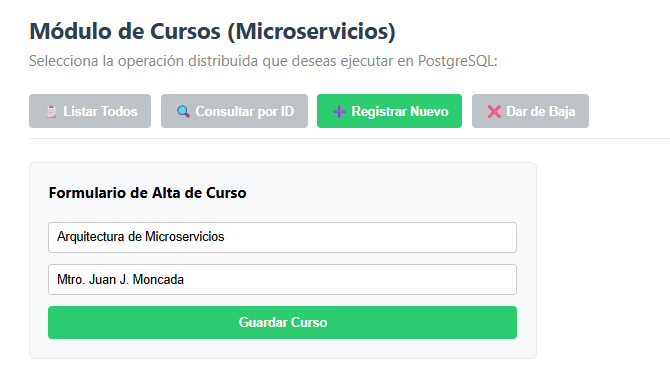 Módulo de Cursos (Microservicios)
Selecciona la operación distribuida que deseas ejecutar en PostgreSQL:
Listar Todos
Consultar por ID
Registrar Nuevo
Dar de Baja
Formulario de Alta de Curso
Arquitectura de Microservicios
Mtro. Juan J. Moncada
Guardar Curso